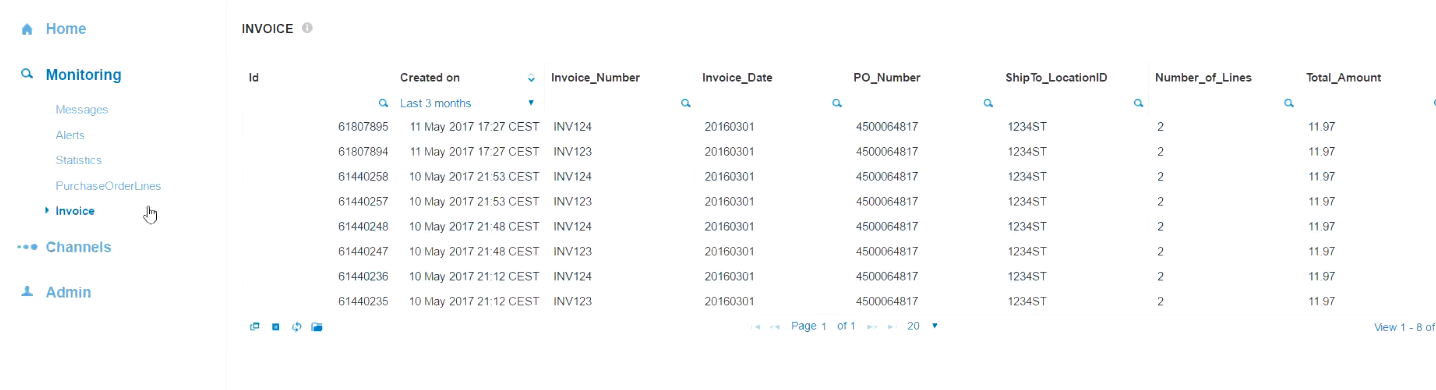 Home
Monitoring
Messages
Alerts
Statistics
PurchaseOrderLines
Invoice
Channels
Admin
INVOICE
Id Created on Invoice_Number Invoice_Date PO_Number ShipTo_LocationID Number_of_Lines Total_Amount
Last 3 months
61807895 11 May 2017 17:27 CEST INV124 20160301 4500064817 1234ST 2 11.97
61807894 11 May 2017 17:27 CEST INV123 20160301 4500064817 1234ST 2 11.97
61440258 10 May 2017 21:53 CEST INV124 20160301 4500064817 1234ST 2 11.97
61440257 10 May 2017 21:53 CEST INV123 20160301 4500064817 1234ST 2 11.97
61440248 10 May 2017 21:48 CEST INV124 20160301 4500064817 1234ST 2 11.97
61440247 10 May 2017 21:48 CEST INV123 20160301 4500064817 1234ST 2 11.97
61440236 10 May 2017 21:12 CEST INV124 20160301 4500064817 1234ST 2 11.97
61440235 10 May 2017 21:12 CEST INV123 20160301 4500064817 1234ST 2 11.97
Page 1 of 1 20 View 1 - 8 of